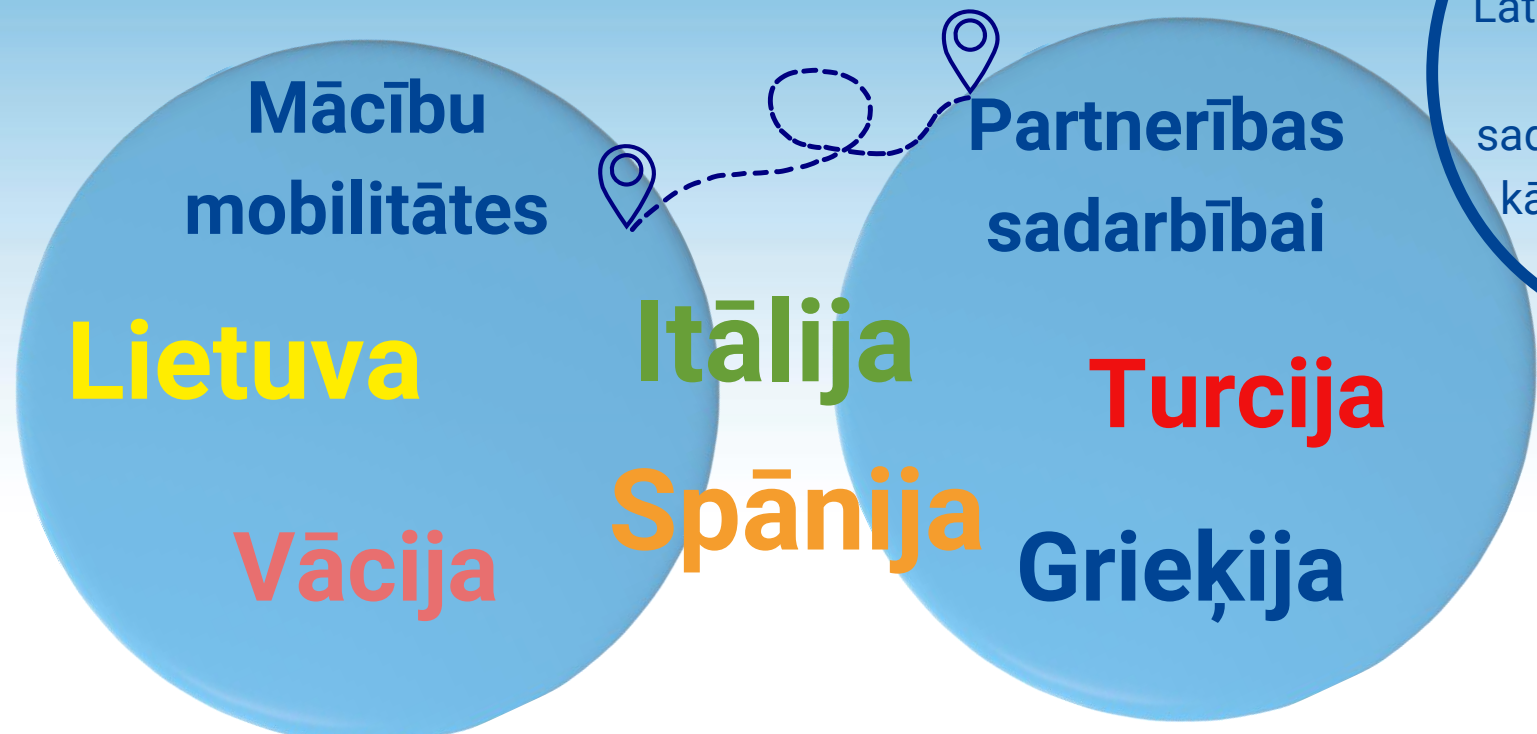 Mācību
mobilitātes
Lietuva
Vācija
Itālija
Spānija
Partnerības
sadarbībai
Turcija
Grieķija